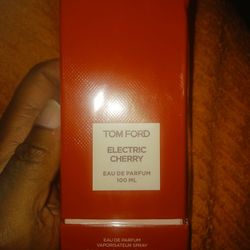 TOM FORD
ELECTRIC
CHERRY
EAU DE PARFUM
100 ML
EAU DE PARFUM
VAPORISATEUR SPRAY